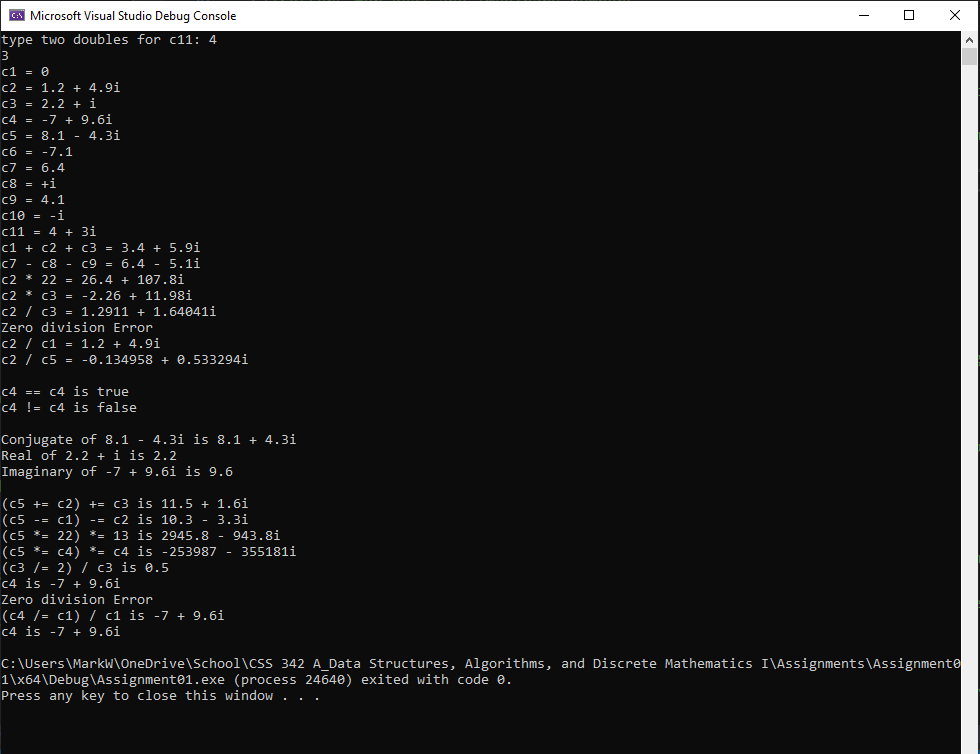 Microsoft Visual Studio Debug Console
type two doubles for c11: 4
3
c1 = 0
c2 = 1.2 + 4.9i
c3 = 2.2 + i
c4 = -7 + 9.6i
c5 = 8.1 - 4.3i
c6 = -7.1
c7 = 6.4
c8 = +i
c9 = 4.1
c10 = -i
c11 = 4 + 3i
c1 + c2 + c3 = 3.4 + 5.9i
c7 - c8 - c9 = 6.4 - 5.1i
c2 * 22 = 26.4 + 107.8i
c2 * c3 = -2.26 + 11.98i
c2 / c3 = 1.2911 + 1.64041i
Zero division Error
c2 / c1 = 1.2 + 4.9i
c2 / c5 = -0.134958 + 0.533294i
c4 == c4 is true
c4 != c4 is false
Conjugate of 8.1 - 4.3i is 8.1 + 4.3i
Real of 2.2 + i is 2.2
Imaginary of -7 + 9.6i is 9.6
(c5 += c2) += c3 is 11.5 + 1.6i
(c5 -= c1) -= c2 is 10.3 - 3.3i
(c5 *= 22) *= 13 is 2945.8 - 943.8i
(c5 *= c4) *= c4 is -253987 - 355181i
(c3 /= 2) / c3 is 0.5
c4 is -7 + 9.6i
Zero division Error
(c4 /= c1) / c1 is -7 + 9.6i
c4 is -7 + 9.6i
C:\Users\MarkW\OneDrive\School\CSS 342 A_Data Structures, Algorithms, and Discrete Mathematics I\Assignments\Assignment0
1\x64\Debug\Assignment01.exe (process 24640) exited with code 0.
Press any key to close this window . . .